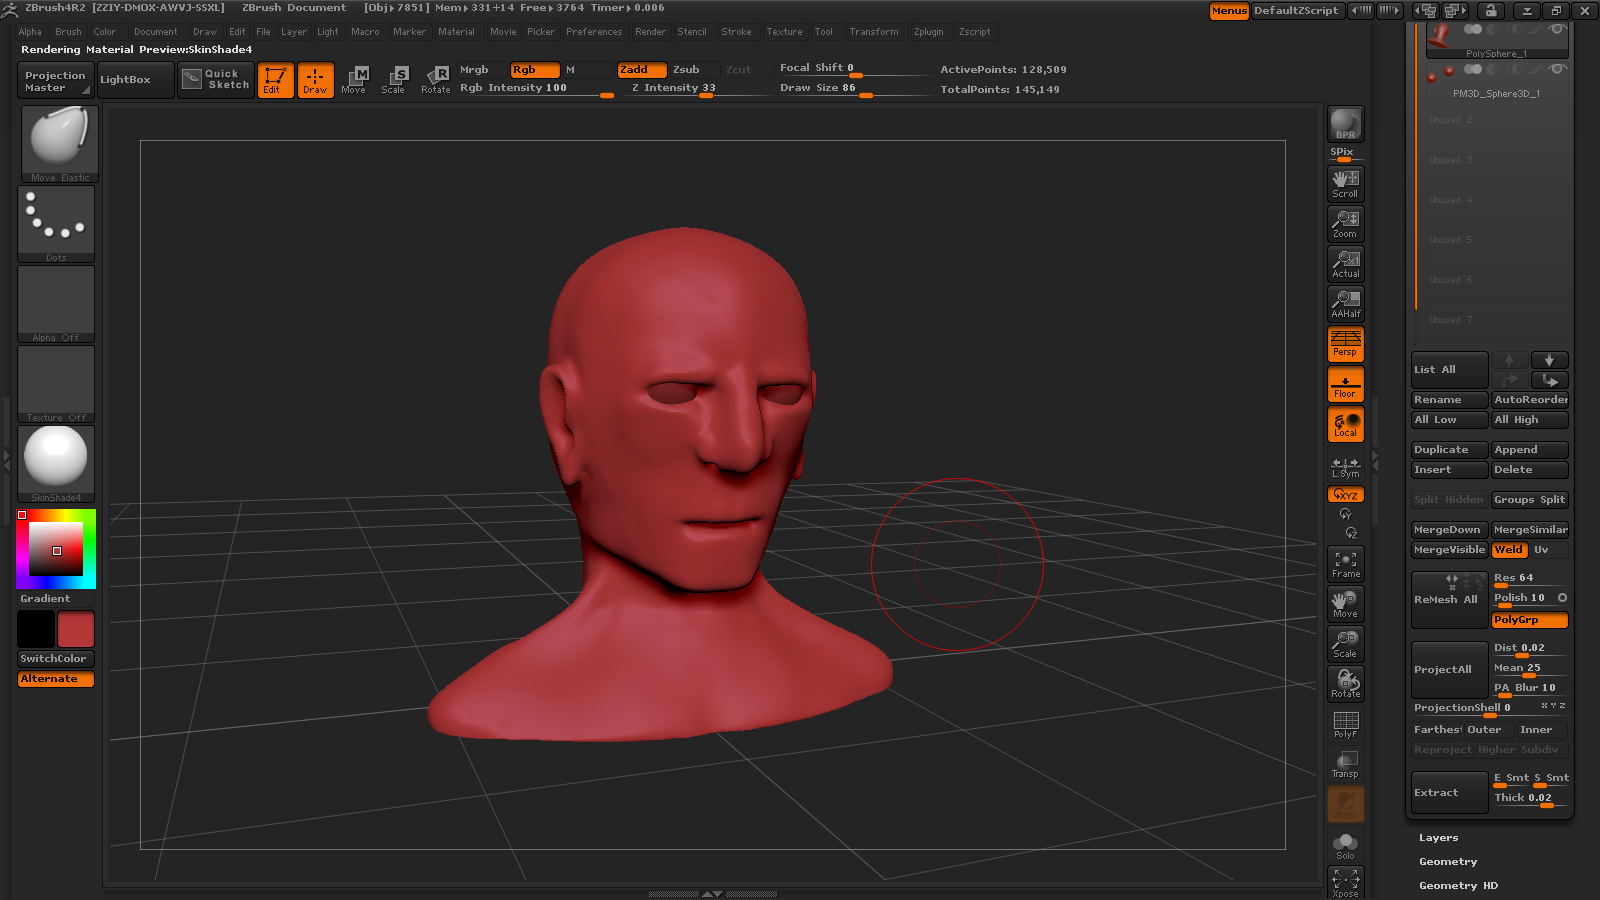 ZBrush4R2 [ZZIY-DMOX-AWVJ-SSXL] ZBrush Document [Obj▸7851] Mem▸331+14 Free▸3764 Timer▸0.006 Menus DefaultZScript
Alpha Brush Color Document Draw Edit File Layer Light Macro Marker Material Movie Picker Preferences Render Stencil Stroke Texture Tool Transform Zplugin Zscript
Rendering Material Preview:SkinShade4
Projection Master
LightBox
Quick Sketch
Edit
Draw
Move
Scale
Rotate
Mrgb Rgb M
Rgb Intensity 100
Zadd Zsub Zcut
Z Intensity 33
Focal Shift 0
Draw Size 86
ActivePoints: 128,509
TotalPoints: 145,149
Move Elastic
Dots
Alpha Off
Texture Off
SkinShade4
Gradient
SwitchColor
Alternate
BPR
SPix
Scroll
Zoom
Actual
AAHalf
Persp
Floor
Local
L.Sym
XYZ
Y
Z
Frame
Move
Scale
Rotate
PolyF
Transp
Solo
Xpose
PolySphere_1
PM3D_Sphere3D_1
Unused 2
Unused 3
Unused 4
Unused 5
Unused 6
Unused 7
List All
Rename AutoReorder
All Low All High
Duplicate Append
Insert Delete
Split Hidden Groups Split
MergeDown MergeSimilar
MergeVisible Weld Uv
ReMesh All
Res 64
Polish 10
PolyGrp
ProjectAll
Dist 0.02
Mean 25
PA Blur 10
ProjectionShell 0 X Y Z
Farthest Outer Inner
Reproject Higher Subdiv
Extract
E Smt S Smt
Thick 0.02
Layers
Geometry
Geometry HD